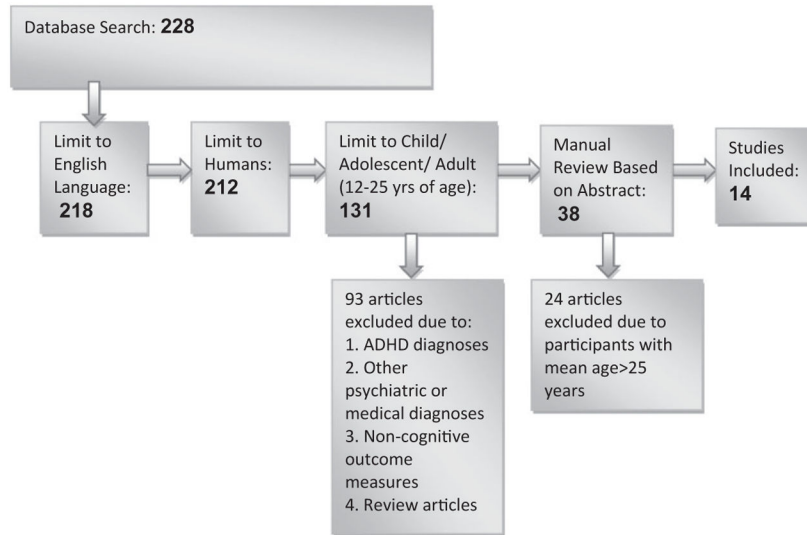 Database Search: 228
Limit to
English
Language:
218
Limit to
Humans:
212
Limit to Child/
Adolescent/ Adult
(12-25 yrs of age):
131
Manual
Review Based
on Abstract:
38
Studies
Included:
14
93 articles
excluded due to:
1. ADHD diagnoses
2. Other
psychiatric or
medical diagnoses
3. Non-cognitive
outcome
measures
4. Review articles
24 articles
excluded due to
participants with
mean age>25
years